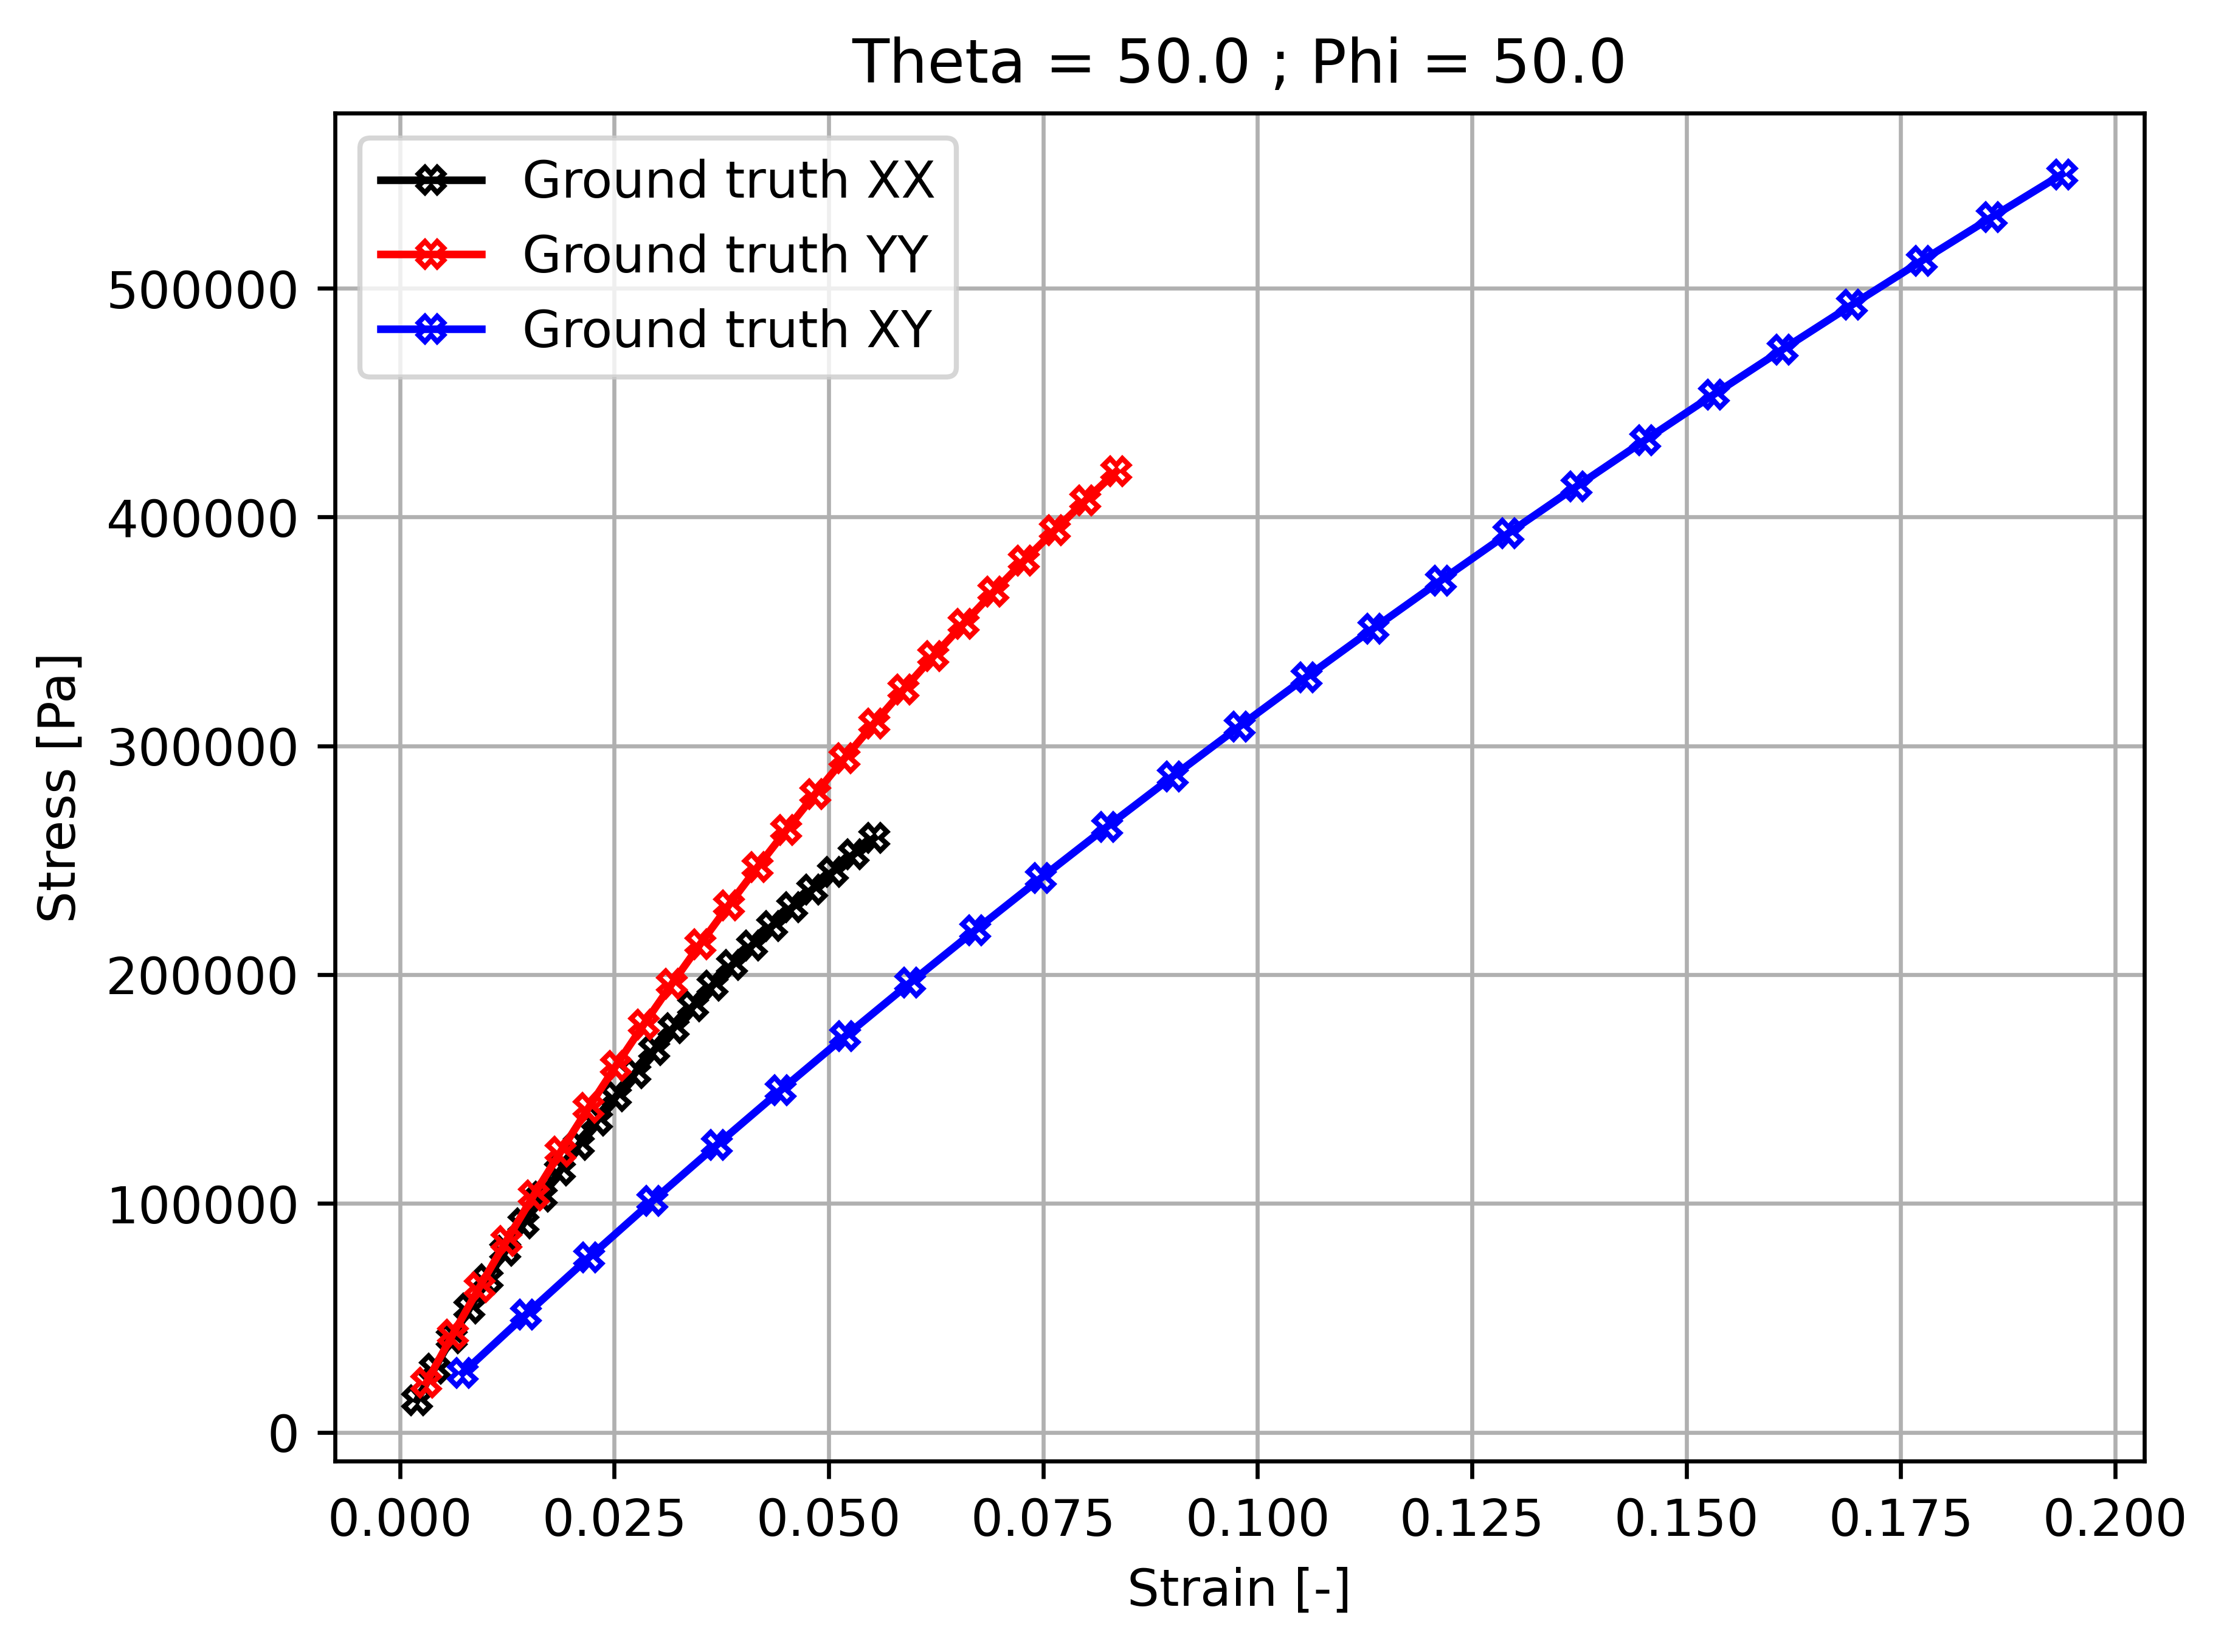 Theta = 50.0 ; Phi = 50.0
Ground truth XX
Ground truth YY
Ground truth XY
500000
400000
300000
200000
100000
0
Stress [Pa]
0.000 0.025 0.050 0.075 0.100 0.125 0.150 0.175 0.200
Strain [-]